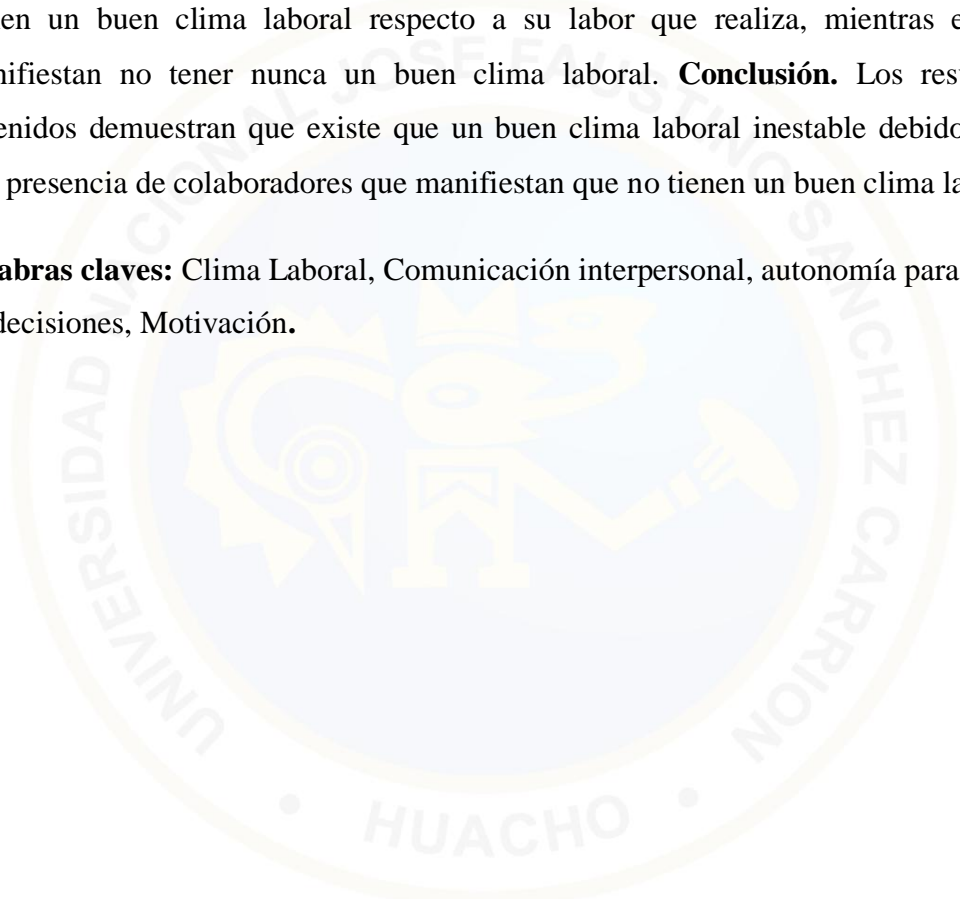 en un buen clima laboral respecto a su labor que realiza, mientras e
nifiestan no tener nunca un buen clima laboral. Conclusión. Los res
enidos demuestran que existe que un buen clima laboral inestable debido
presencia de colaboradores que manifiestan que no tienen un buen clima la
abras claves: Clima Laboral, Comunicación interpersonal, autonomía para
decisiones, Motivación.
UNIVERSIDAD NACIONAL JOSE FAUSTINO SANCHEZ CARRION
• HUACHO •